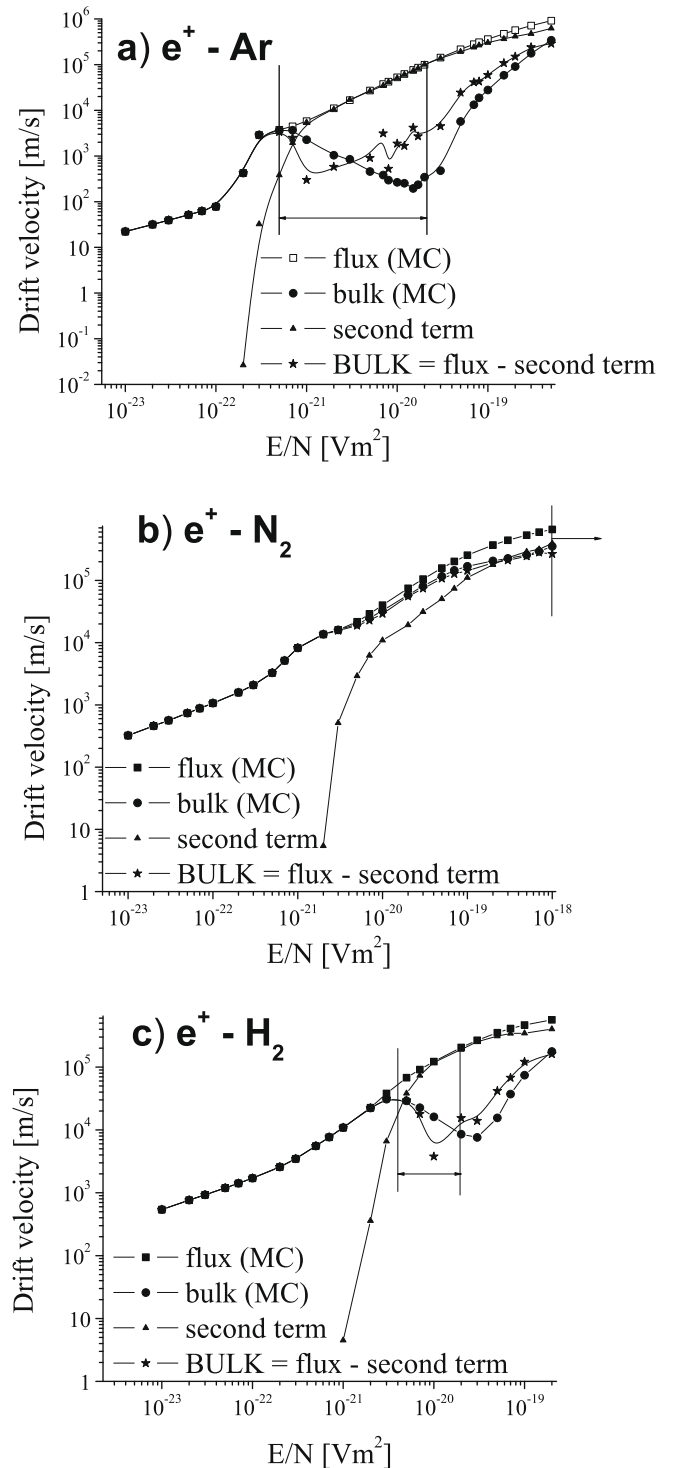 a) e⁺ - Ar
10⁶
10⁵
10⁴
10³
10²
10
1
10⁻¹
10⁻²
Drift velocity [m/s]
flux (MC)
bulk (MC)
second term
BULK = flux - second term
10⁻²³ 10⁻²² 10⁻²¹ 10⁻²⁰ 10⁻¹⁹
E/N [Vm²]
b) e⁺ - N₂
10⁵
10⁴
10³
10²
10
1
Drift velocity [m/s]
flux (MC)
bulk (MC)
second term
BULK = flux - second term
10⁻²³ 10⁻²² 10⁻²¹ 10⁻²⁰ 10⁻¹⁹ 10⁻¹⁸
E/N [Vm²]
c) e⁺ - H₂
10⁵
10⁴
10³
10²
10
1
Drift velocity [m/s]
flux (MC)
bulk (MC)
second term
BULK = flux - second term
10⁻²³ 10⁻²² 10⁻²¹ 10⁻²⁰ 10⁻¹⁹
E/N [Vm²]